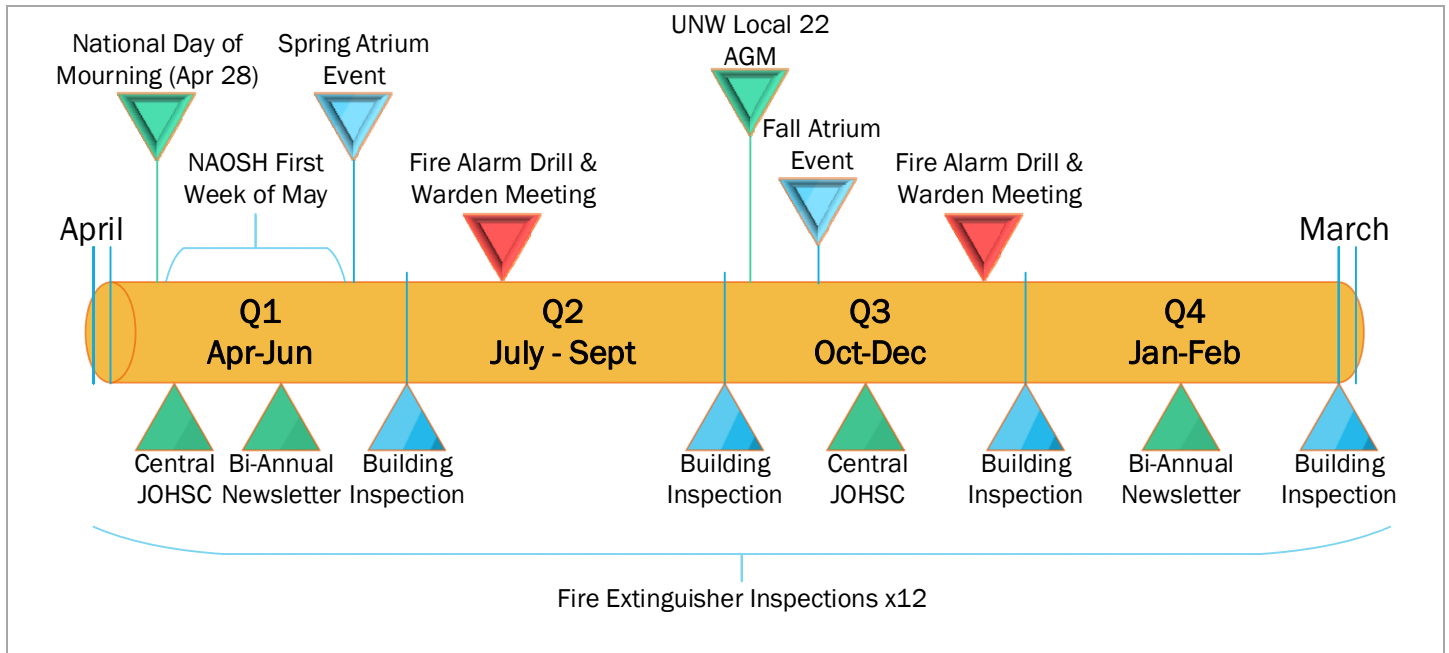 National Day of
Mourning (Apr 28)
Spring Atrium
Event
UNW Local 22
AGM
NAOSH First
Week of May
Fire Alarm Drill &
Warden Meeting
Fall Atrium
Event
Fire Alarm Drill &
Warden Meeting
April
March
Q1
Apr-Jun
Q2
July - Sept
Q3
Oct-Dec
Q4
Jan-Feb
Central
JOHSC
Bi-Annual
Newsletter
Building
Inspection
Building
Inspection
Central
JOHSC
Building
Inspection
Bi-Annual
Newsletter
Building
Inspection
Fire Extinguisher Inspections x12